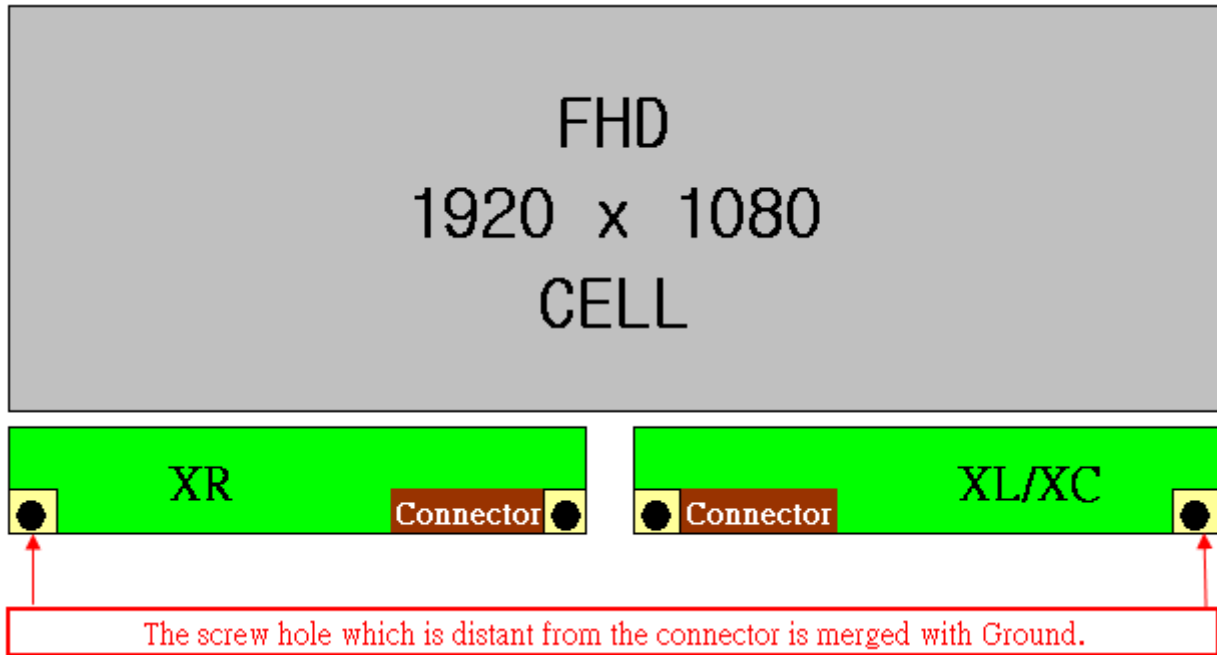 FHD
1920 x 1080
CELL
XR
XL/XC
Connector
Connector
The screw hole which is distant from the connector is merged with Ground.